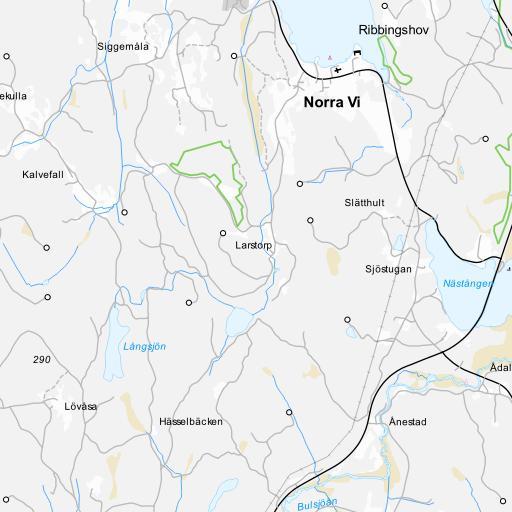 Ribbingshov
Siggemåla
ekulla
Norra Vi
Kalvefall
Slätthult
Larstorp
Sjöstugan
Nästången
Långsjön
290
Ådal
Lövåsa
Hässelbäcken
Ånestad
Bulsjöån